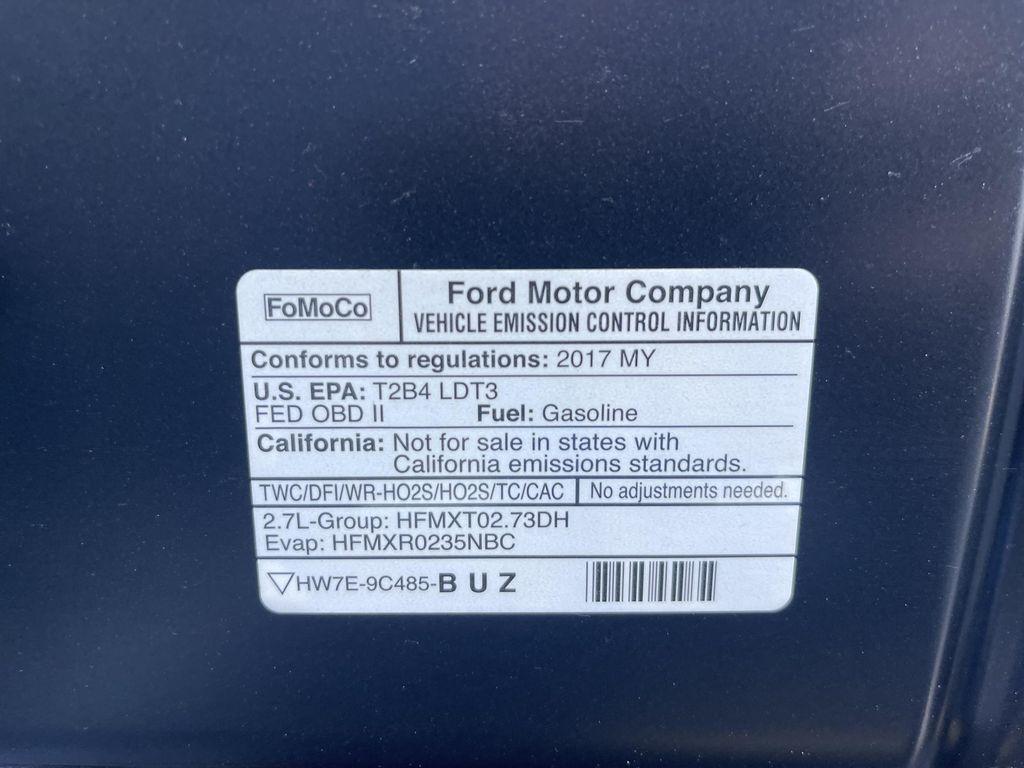 FoMoCo
Ford Motor Company
VEHICLE EMISSION CONTROL INFORMATION
Conforms to regulations: 2017 MY
U.S. EPA: T2B4 LDT3
FED OBD II Fuel: Gasoline
California: Not for sale in states with
California emissions standards.
TWC/DFI/WR-HO2S/HO2S/TC/CAC No adjustments needed.
2.7L-Group: HFMXT02.73DH
Evap: HFMXR0235NBC
HW7E-9C485-B U Z